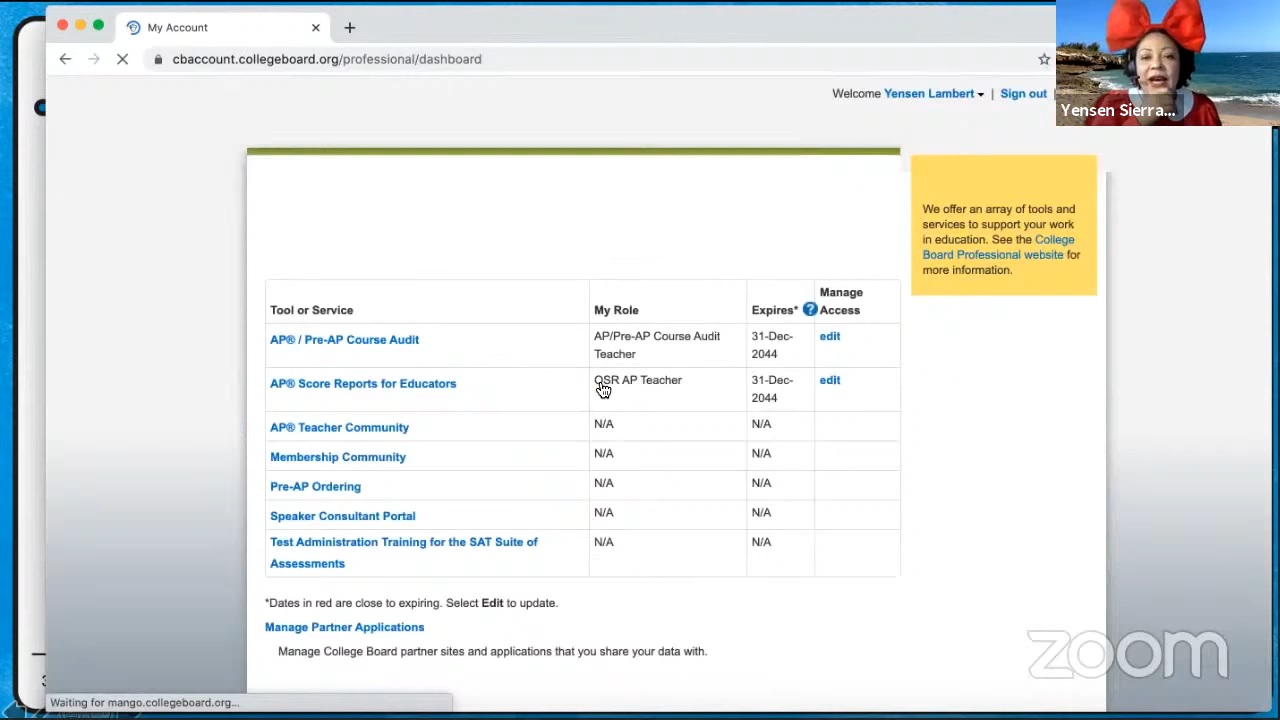 My Account
cbaccount.collegeboard.org/professional/dashboard
Welcome Yensen Lambert | Sign out
Yensen Sierra...
We offer an array of tools and
services to support your work
in education. See the College
Board Professional website for
more information.
Tool or Service My Role Expires* ? Manage Access
AP® / Pre-AP Course Audit AP/Pre-AP Course Audit Teacher 31-Dec-2044 edit
AP® Score Reports for Educators OSR AP Teacher 31-Dec-2044 edit
AP® Teacher Community N/A N/A
Membership Community N/A N/A
Pre-AP Ordering N/A N/A
Speaker Consultant Portal N/A N/A
Test Administration Training for the SAT Suite of
Assessments N/A N/A
*Dates in red are close to expiring. Select Edit to update.
Manage Partner Applications
Manage College Board partner sites and applications that you share your data with.
zoom
Waiting for mango.collegeboard.org...